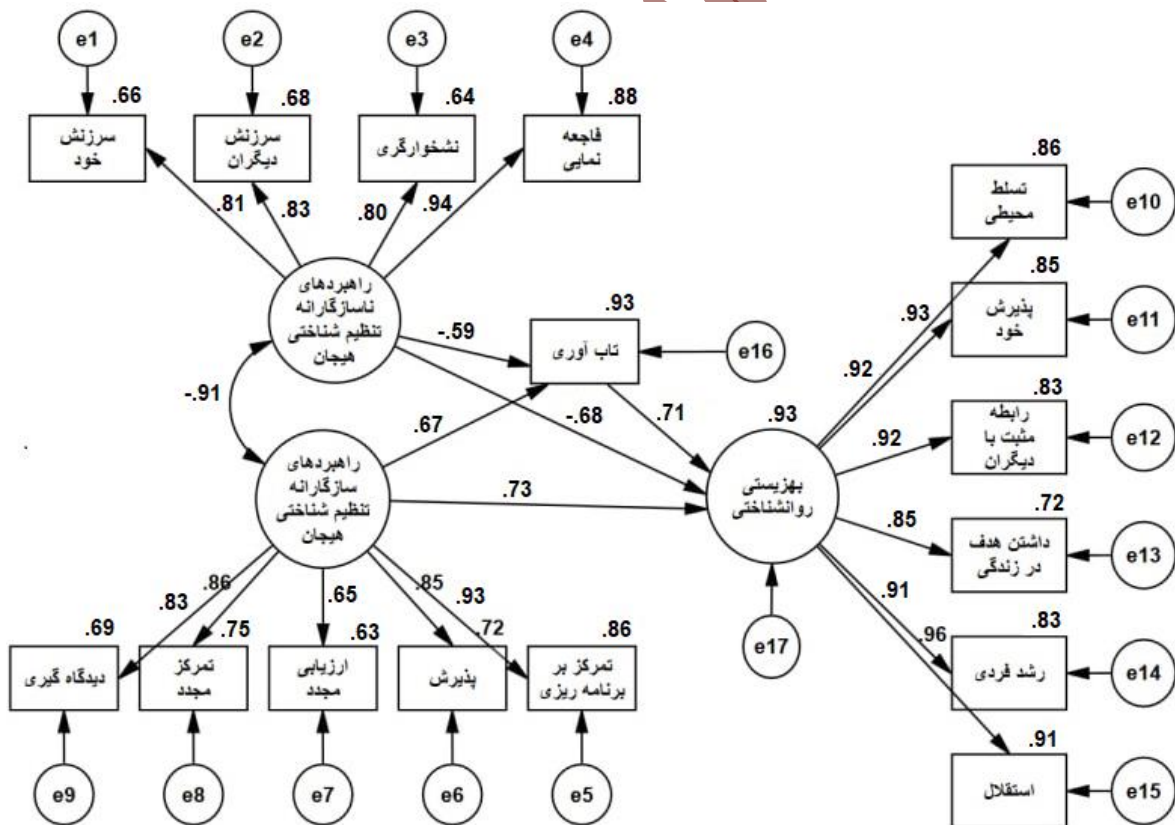 e1
e2
e3
e4
.66
.68
.64
.88
سرزنش
خود
سرزنش
دیگران
نشخوارگری
فاجعه
نمایی
.81
.83
.80
.94
راهبردهای
ناسازگارانه
تنظیم شناختی
هیجان
-.91
راهبردهای
سازگارانه
تنظیم شناختی
هیجان
-.59
.93
تاب آوری
e16
.67
-.68
.71
.73
.93
بهزیستی
روانشناختی
e17
.86
.83
.65
.85
.93
.69
.75
.63
.72
.86
دیدگاه گیری
تمرکز
مجدد
ارزیابی
مجدد
پذیرش
تمرکز بر
برنامه ریزی
e9
e8
e7
e6
e5
.93
.92
.92
.85
.91
.96
.86
تسلط
محیطی
e10
.85
پذیرش
خود
e11
.83
رابطه
مثبت با
دیگران
e12
.72
داشتن هدف
در زندگی
e13
.83
رشد فردی
e14
.91
استقلال
e15